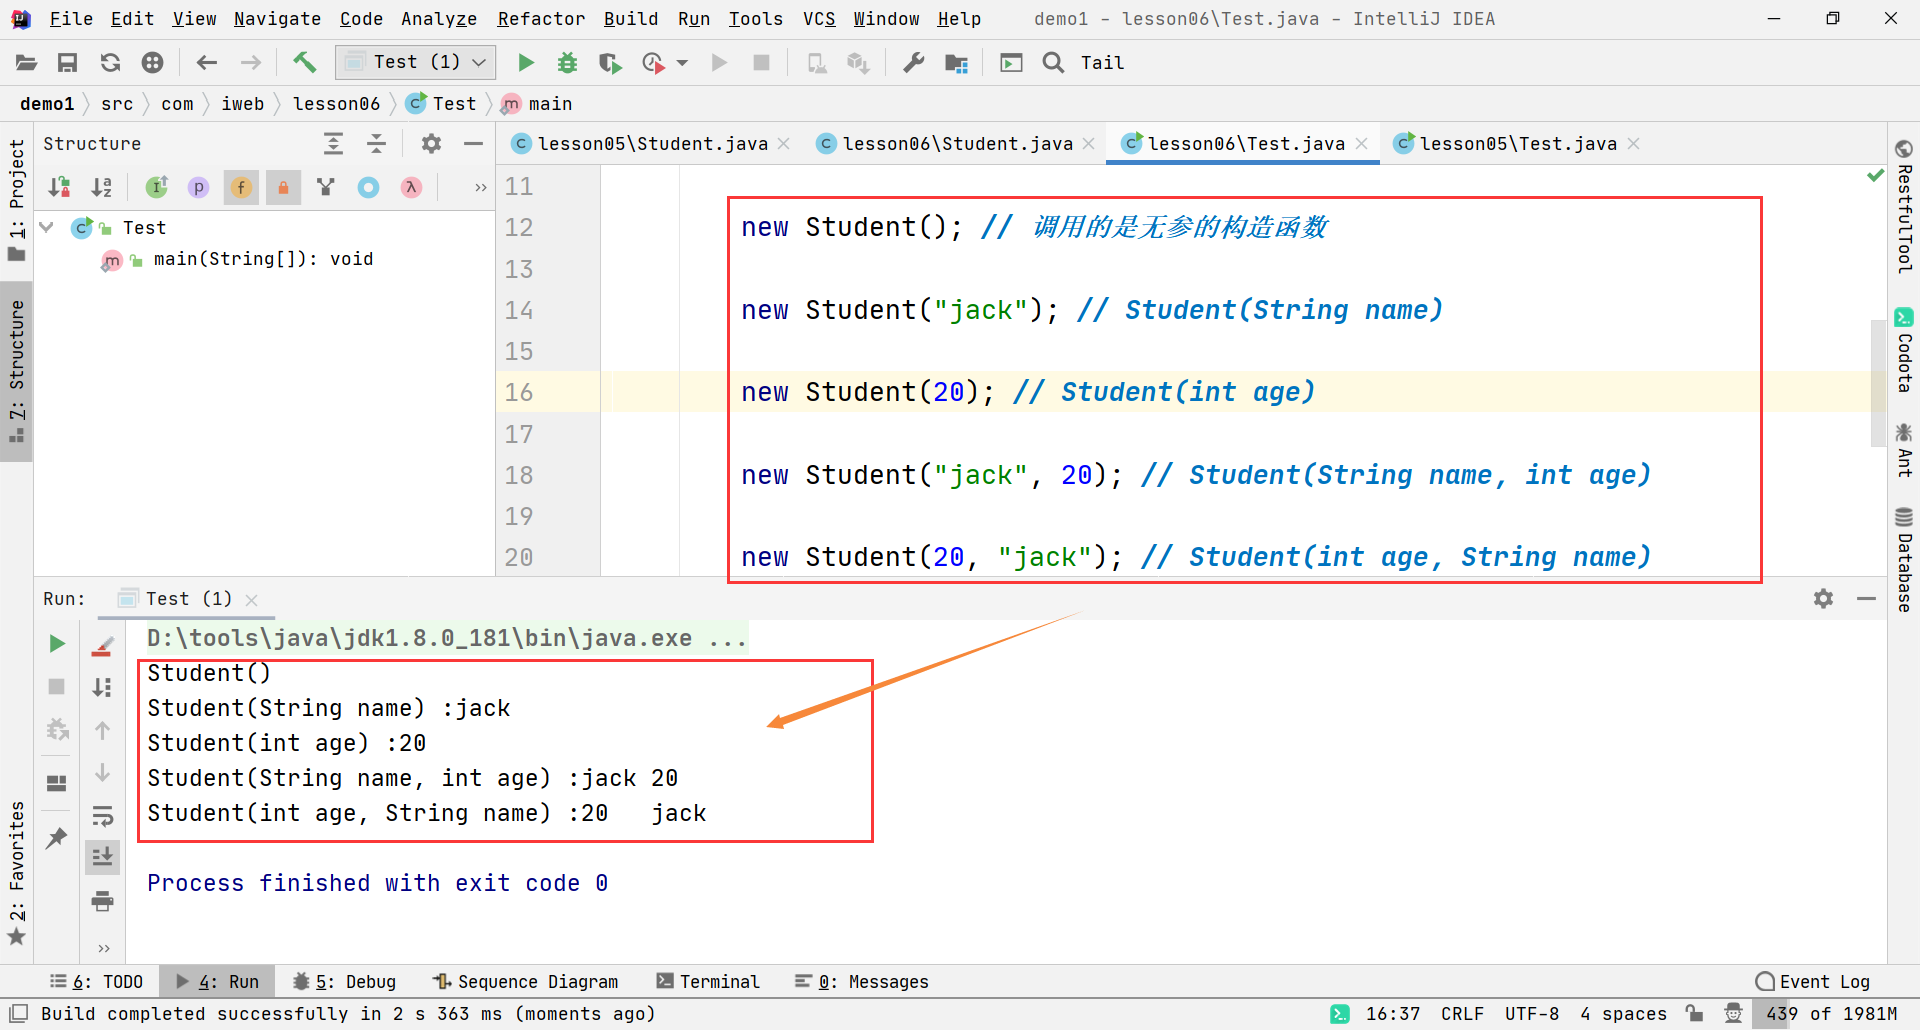 File Edit View Navigate Code Analyze Refactor Build Run Tools VCS Window Help demo1 - lesson06\Test.java - IntelliJ IDEA
Test (1) Tail
demo1 src com iweb lesson06 Test main
Structure
lesson05\Student.java lesson06\Student.java lesson06\Test.java lesson05\Test.java
Test
main(String[]): void
11
12 new Student(); // 调用的是无参的构造函数
13
14 new Student("jack"); // Student(String name)
15
16 new Student(20); // Student(int age)
17
18 new Student("jack", 20); // Student(String name, int age)
19
20 new Student(20, "jack"); // Student(int age, String name)
Run: Test (1)
D:\tools\java\jdk1.8.0_181\bin\java.exe ...
Student()
Student(String name) :jack
Student(int age) :20
Student(String name, int age) :jack 20
Student(int age, String name) :20   jack
Process finished with exit code 0
1: Project
7: Structure
2: Favorites
RestfulTool
Codota
Ant
Database
6: TODO 4: Run 5: Debug Sequence Diagram Terminal 0: Messages Event Log
Build completed successfully in 2 s 363 ms (moments ago) 16:37 CRLF UTF-8 4 spaces 439 of 1981M